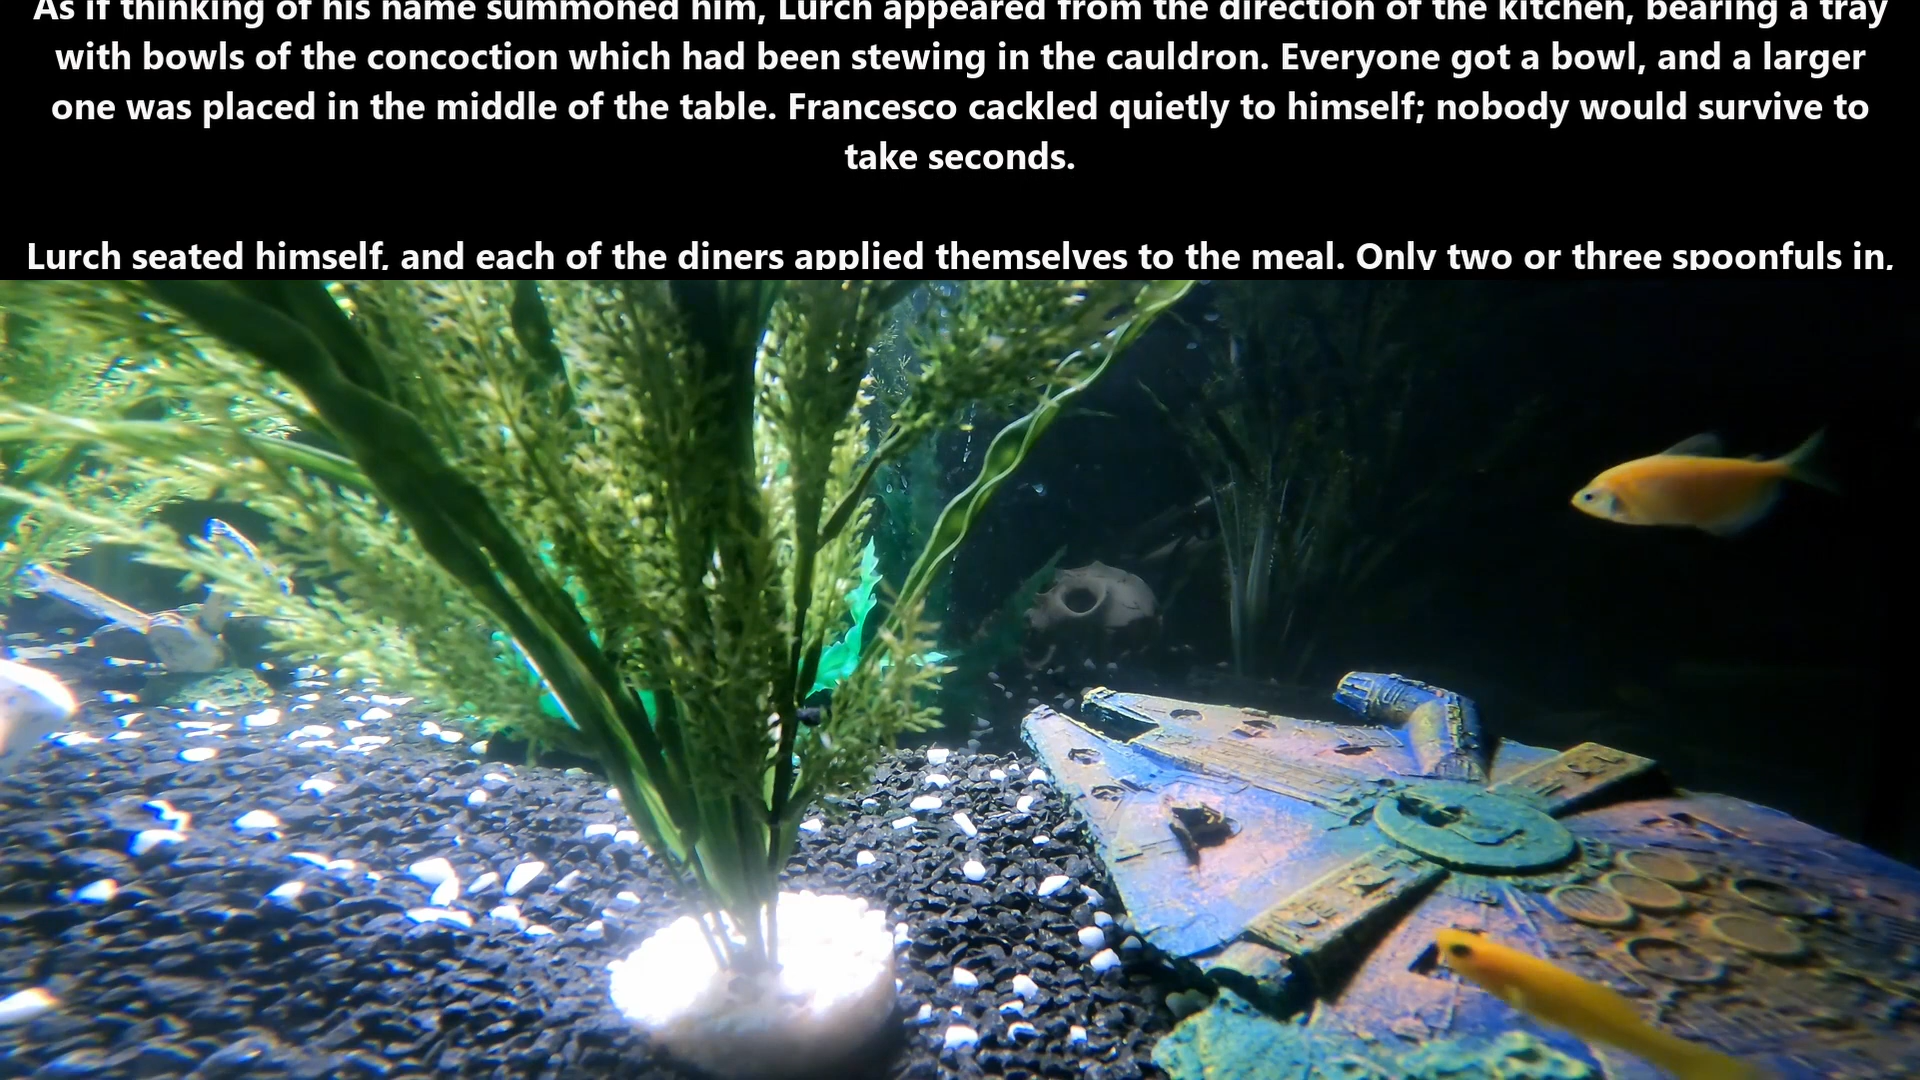 As if thinking of his name summoned him, Lurch appeared from the direction of the kitchen, bearing a tray
with bowls of the concoction which had been stewing in the cauldron. Everyone got a bowl, and a larger
one was placed in the middle of the table. Francesco cackled quietly to himself; nobody would survive to
take seconds.
Lurch seated himself, and each of the diners applied themselves to the meal. Only two or three spoonfuls in,